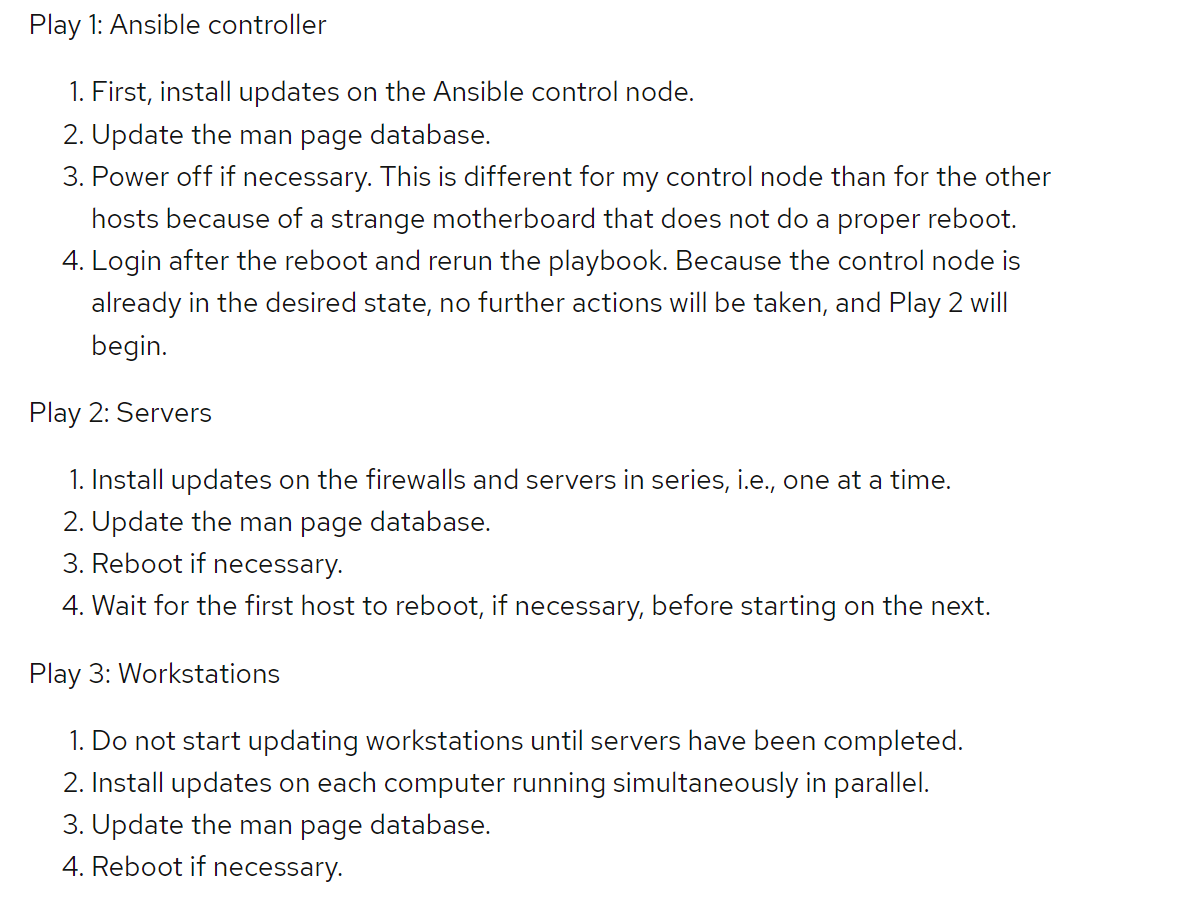 Play 1: Ansible controller
1. First, install updates on the Ansible control node.
2. Update the man page database.
3. Power off if necessary. This is different for my control node than for the other
hosts because of a strange motherboard that does not do a proper reboot.
4. Login after the reboot and rerun the playbook. Because the control node is
already in the desired state, no further actions will be taken, and Play 2 will
begin.
Play 2: Servers
1. Install updates on the firewalls and servers in series, i.e., one at a time.
2. Update the man page database.
3. Reboot if necessary.
4. Wait for the first host to reboot, if necessary, before starting on the next.
Play 3: Workstations
1. Do not start updating workstations until servers have been completed.
2. Install updates on each computer running simultaneously in parallel.
3. Update the man page database.
4. Reboot if necessary.